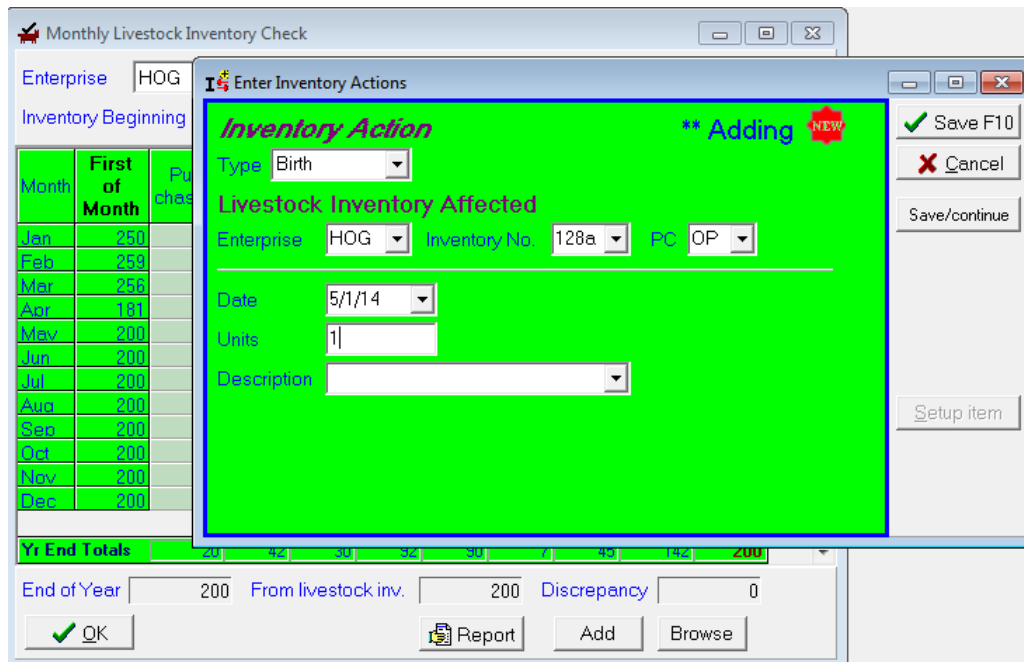 Monthly Livestock Inventory Check
Enterprise HOG
Enter Inventory Actions
Inventory Beginning
Inventory Action
** Adding NEW
Save F10
Type Birth
Cancel
Livestock Inventory Affected
Save/continue
Enterprise HOG Inventory No. 128a PC OP
Date 5/1/14
Units 1
Description
Setup item
Month First of Month Pu chas
Jan 250
Feb 259
Mar 256
Apr 181
May 200
Jun 200
Jul 200
Aug 200
Sep 200
Oct 200
Nov 200
Dec 200
Yr End Totals 20 42 30 92 90 7 45 142 200
End of Year 200 From livestock inv. 200 Discrepancy 0
OK Report Add Browse